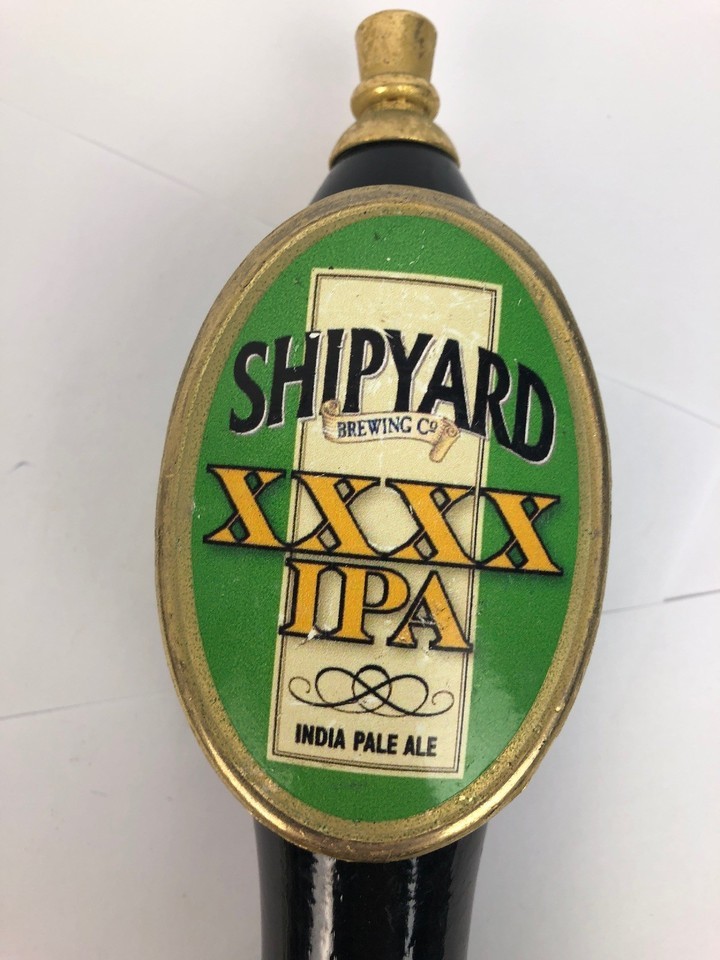 SHIPYARD
BREWING Co
XXXX
IPA
INDIA PALE ALE